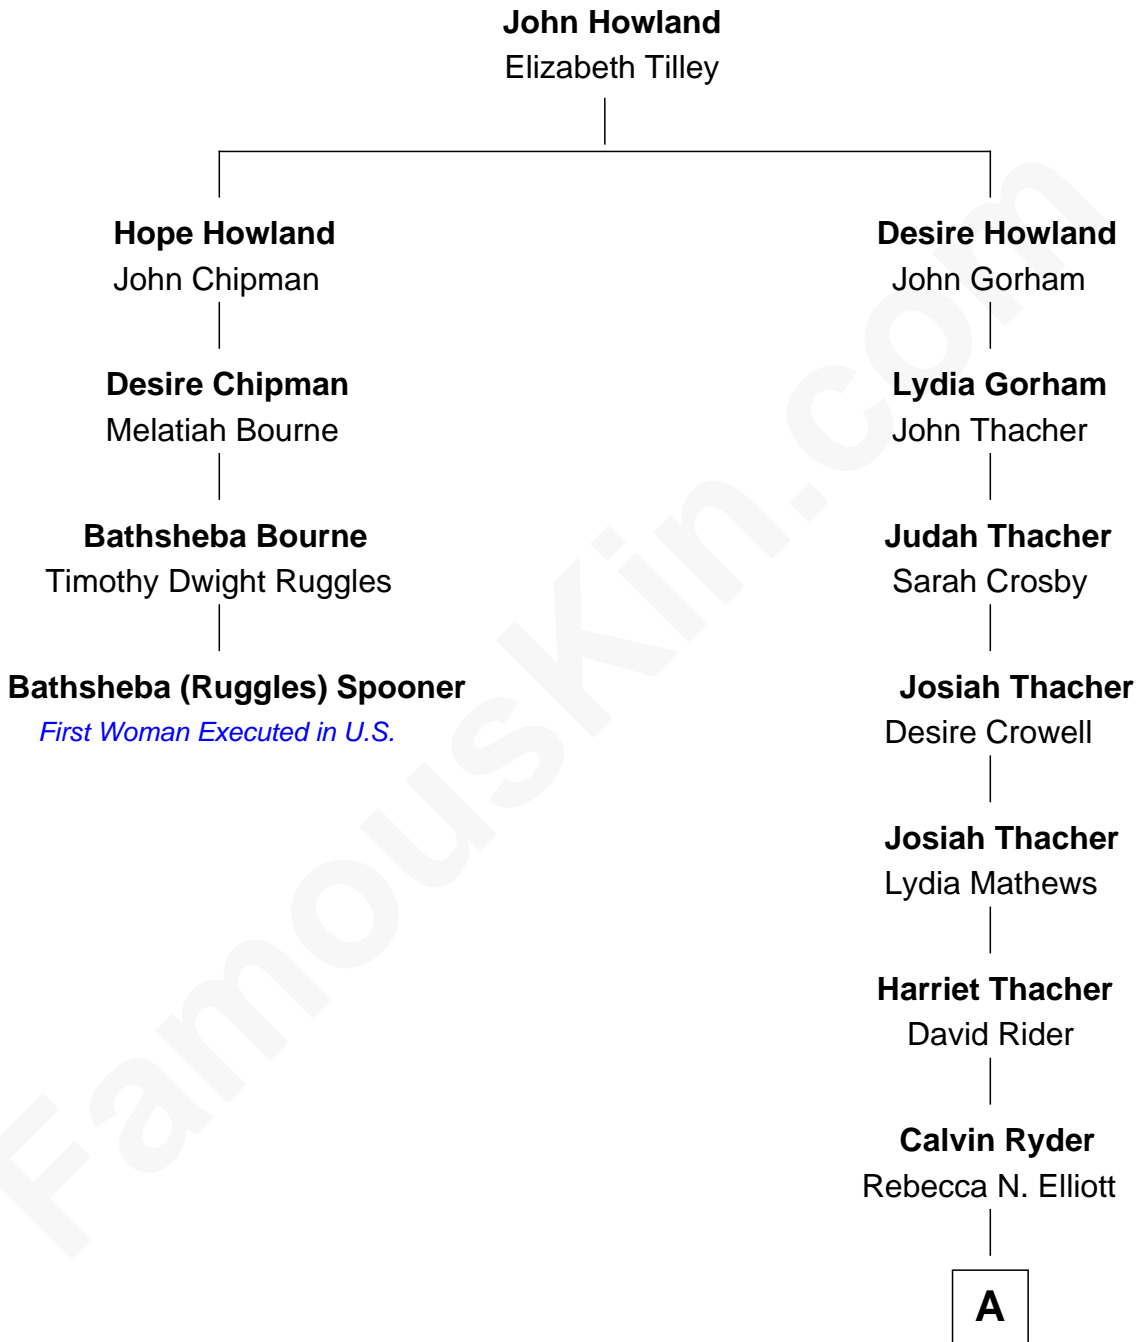 John Howland
Elizabeth Tilley
Hope Howland
John Chipman
Desire Howland
John Gorham
Desire Chipman
Melatiah Bourne
Lydia Gorham
John Thacher
Bathsheba Bourne
Timothy Dwight Ruggles
Judah Thacher
Sarah Crosby
Bathsheba (Ruggles) Spooner
First Woman Executed in U.S.
Josiah Thacher
Desire Crowell
Josiah Thacher
Lydia Mathews
Harriet Thacher
David Rider
Calvin Ryder
Rebecca N. Elliott
A
FamousKin.com